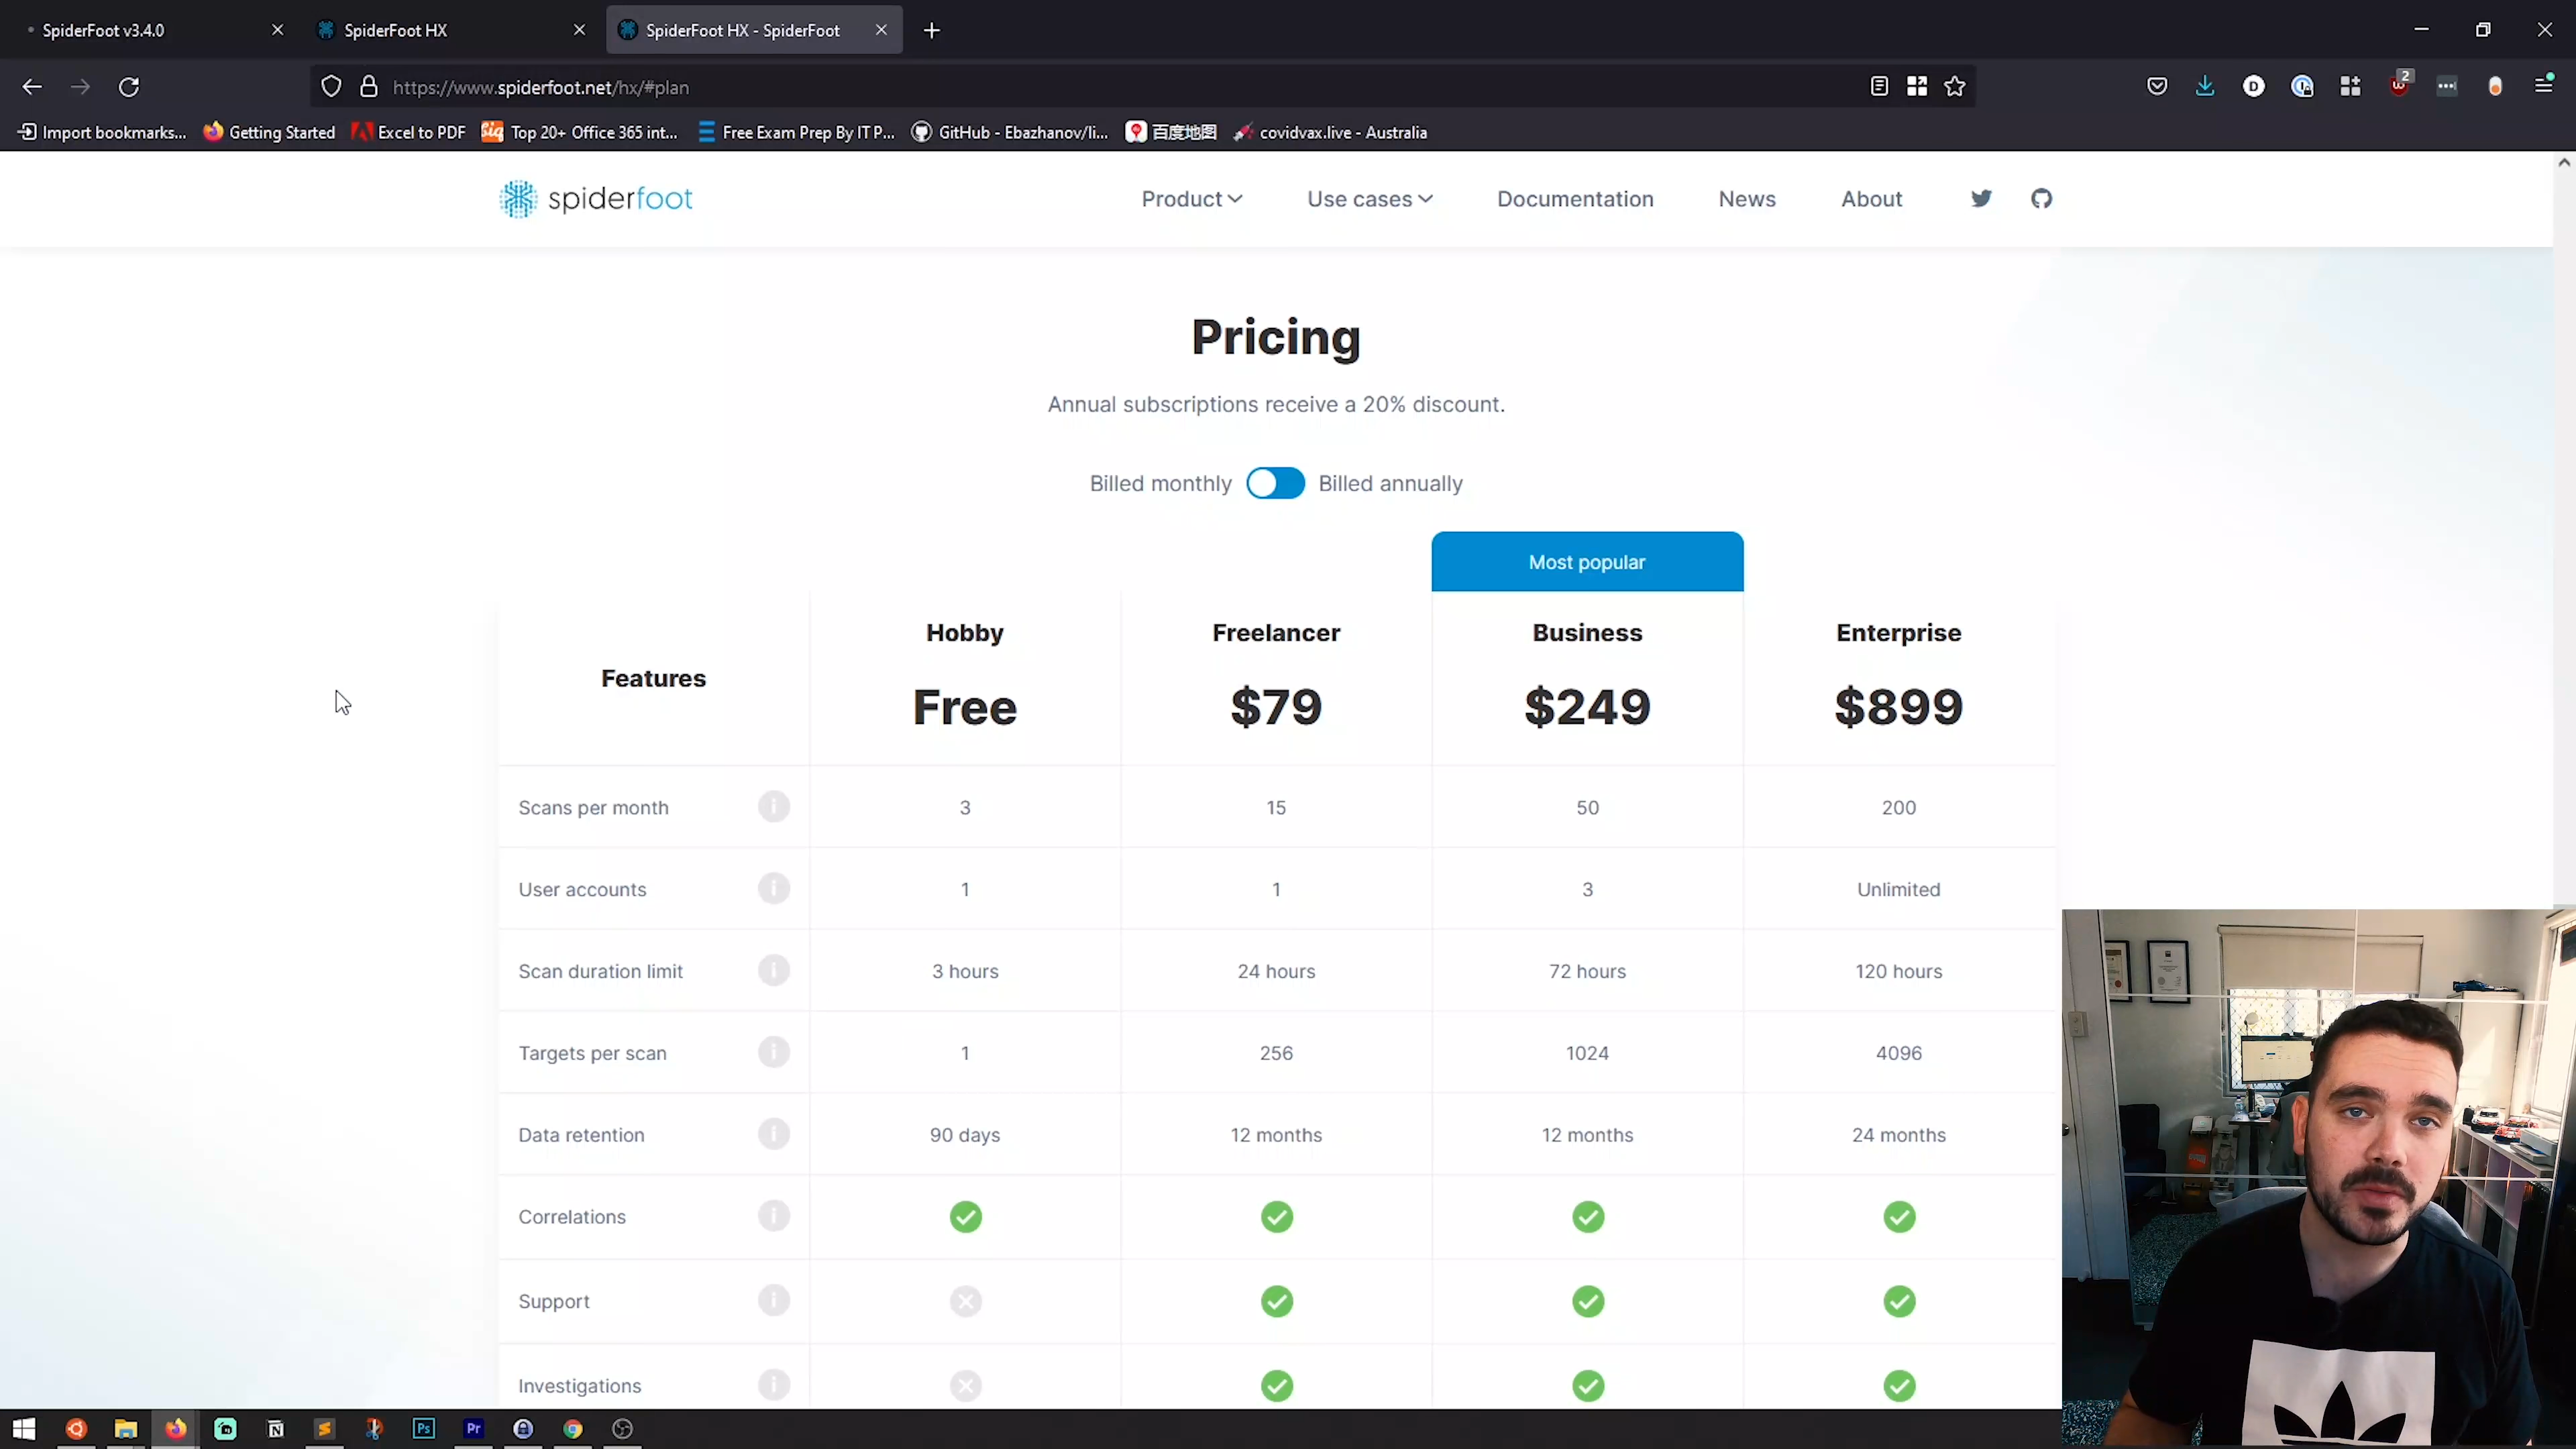 SpiderFoot v3.4.0
SpiderFoot HX
SpiderFoot HX - SpiderFoot
https://www.spiderfoot.net/hx/#plan
2
Import bookmarks...
Getting Started
Excel to PDF
Top 20+ Office 365 int...
Free Exam Prep By IT P...
GitHub - Ebazhanov/li...
百度地图
covidvax.live - Australia
spiderfoot
Product
Use cases
Documentation
News
About
Pricing
Annual subscriptions receive a 20% discount.
Billed monthly
Billed annually
Most popular
Features
Hobby
Freelancer
Business
Enterprise
Free
$79
$249
$899
Scans per month
3
15
50
200
User accounts
1
1
3
Unlimited
Scan duration limit
3 hours
24 hours
72 hours
120 hours
Targets per scan
1
256
1024
4096
Data retention
90 days
12 months
12 months
24 months
Correlations
Support
Investigations
Ps
Pr